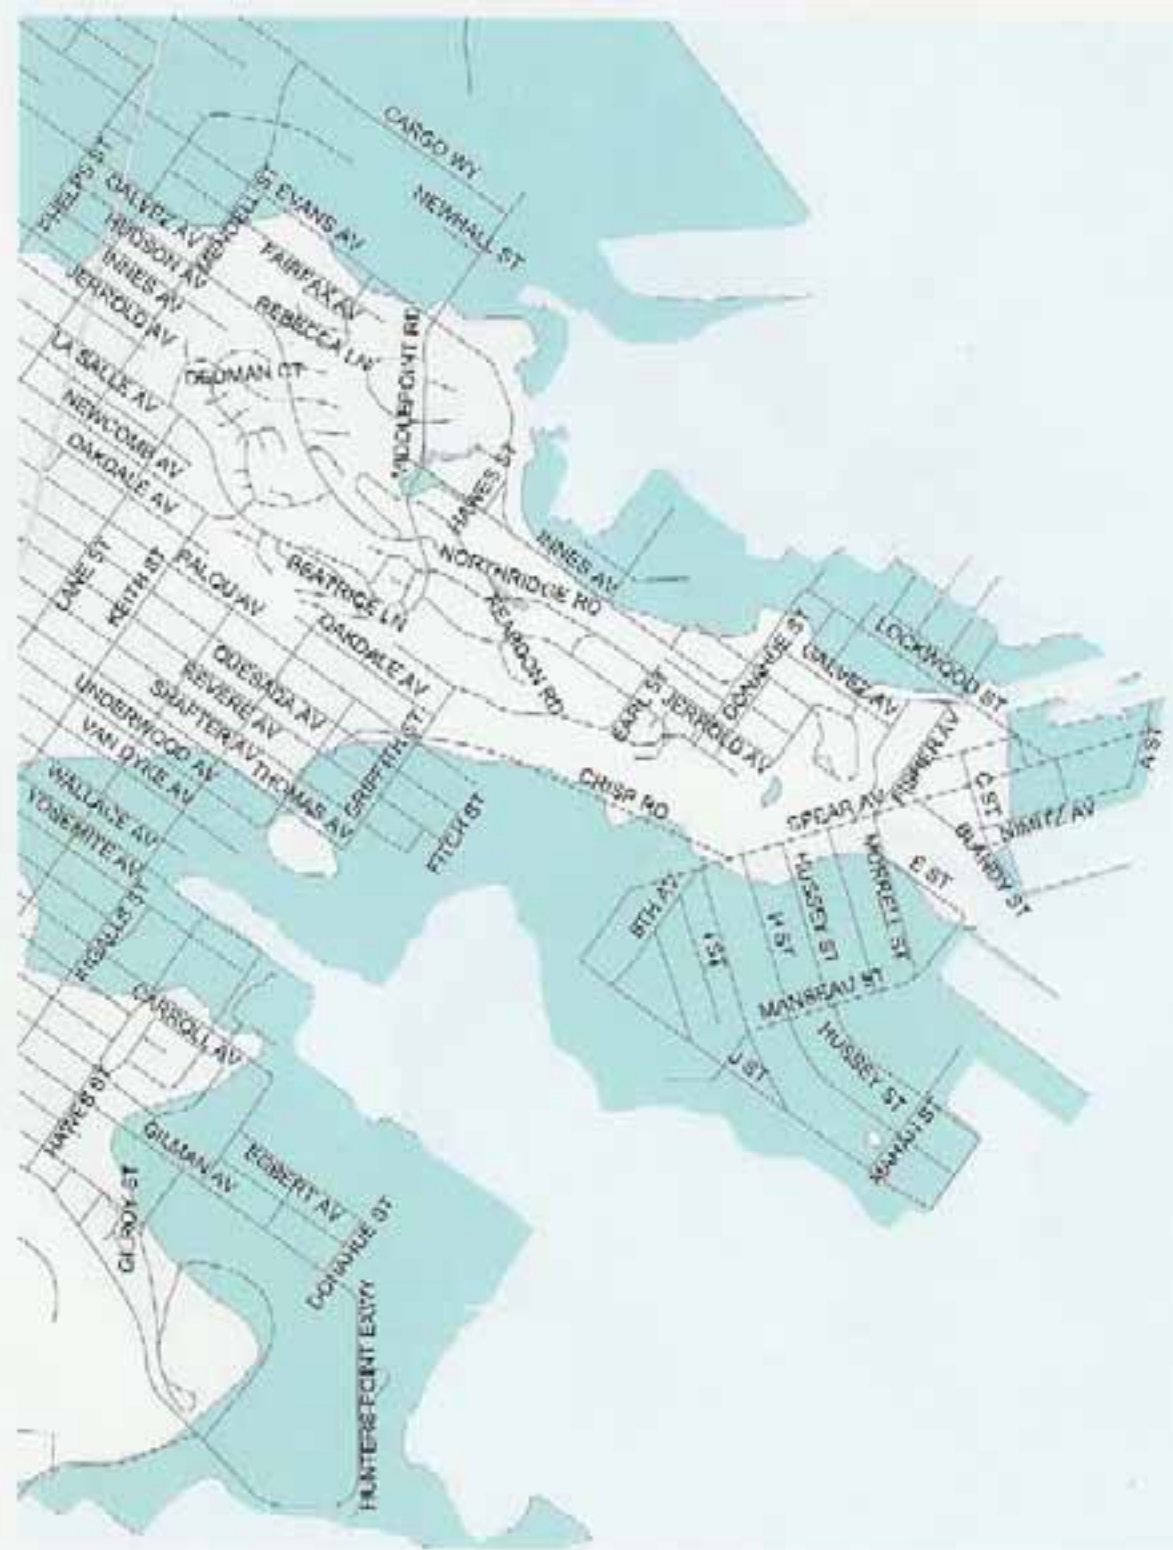 CARGO WY
PHELPS ST
GALVEZ AV
MENDELL ST
EVANS AV
NEWHALL ST
HUDSON AV
INNES AV
FAIRFAX AV
JERROLD AV
REBECCA LN
MIDDLEPOINT RD
LA SALLE AV
DEDMAN CT
NEWCOMB AV
OAKDALE AV
HAWES ST
INNES AV
NORTHRIDGE RD
LANE ST
KEITH ST
PALOU AV
BEATRICE LN
KEARGON RD
OAKDALE AV
DONAHUE ST
LOCKWOOD ST
GALVEZ AV
QUESADA AV
REVERE AV
SHAFTER AV
UNDERWOOD AV
EARL ST
JERROLD AV
VAN DYKE AV
THOMAS AV
GRIFFITH ST
FISHER AV
A ST
C ST
CRISP RD
SPEAR AV
NIMITZ AV
WALLACE AV
YOSEMITE AV
FITCH ST
BLANDY ST
E ST
MORRELL ST
HUSSEY ST
H ST
I ST
6TH AV
INGALLS ST
MANSEAU ST
CARROLL AV
HUSSEY ST
J ST
HAWES ST
MAHAN ST
GILMAN AV
EGBERT AV
GILROY ST
DONAHUE ST
HUNTERS POINT EXWY